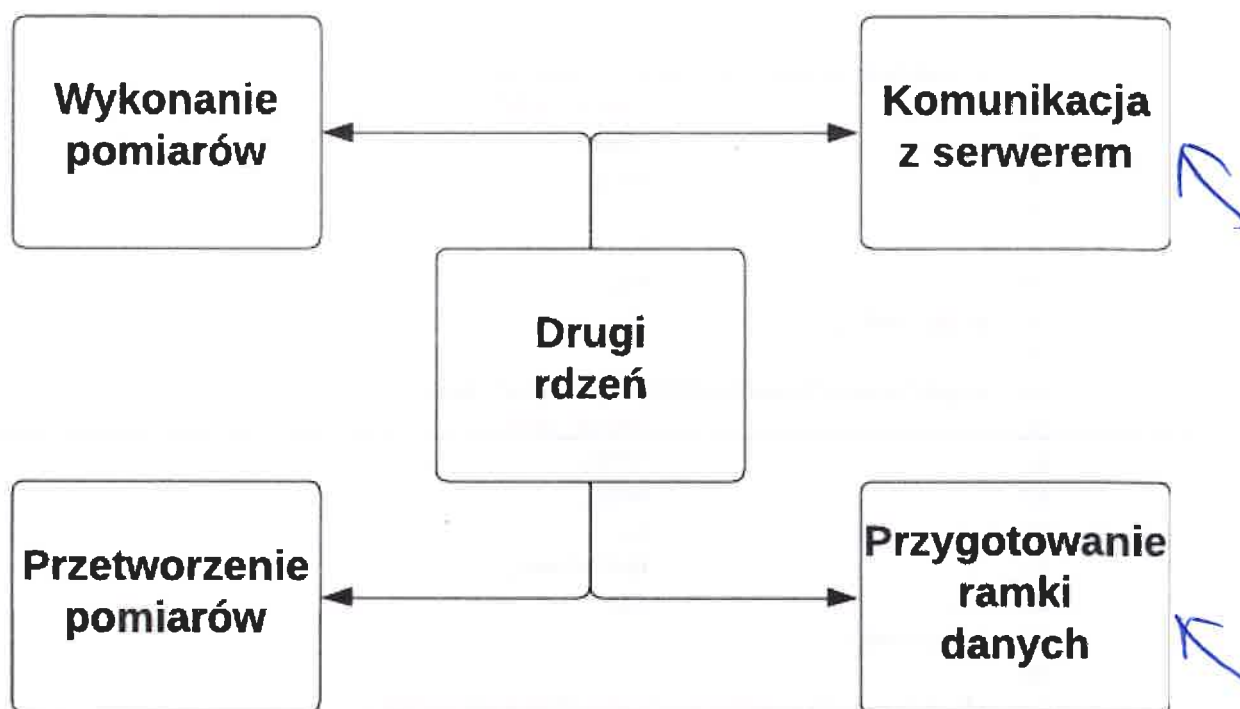 Wykonanie
pomiarów
Komunikacja
z serwerem
Drugi
rdzeń
Przetworzenie
pomiarów
Przygotowanie
ramki
danych